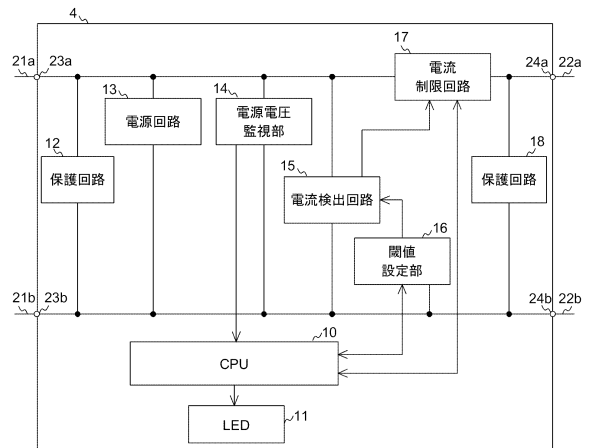 4
21a
23a
17
電流
制限回路
24a
22a
13
電源回路
14
電源電圧
監視部
12
保護回路
15
電流検出回路
18
保護回路
16
閾値
設定部
21b
23b
24b
22b
10
CPU
LED
11